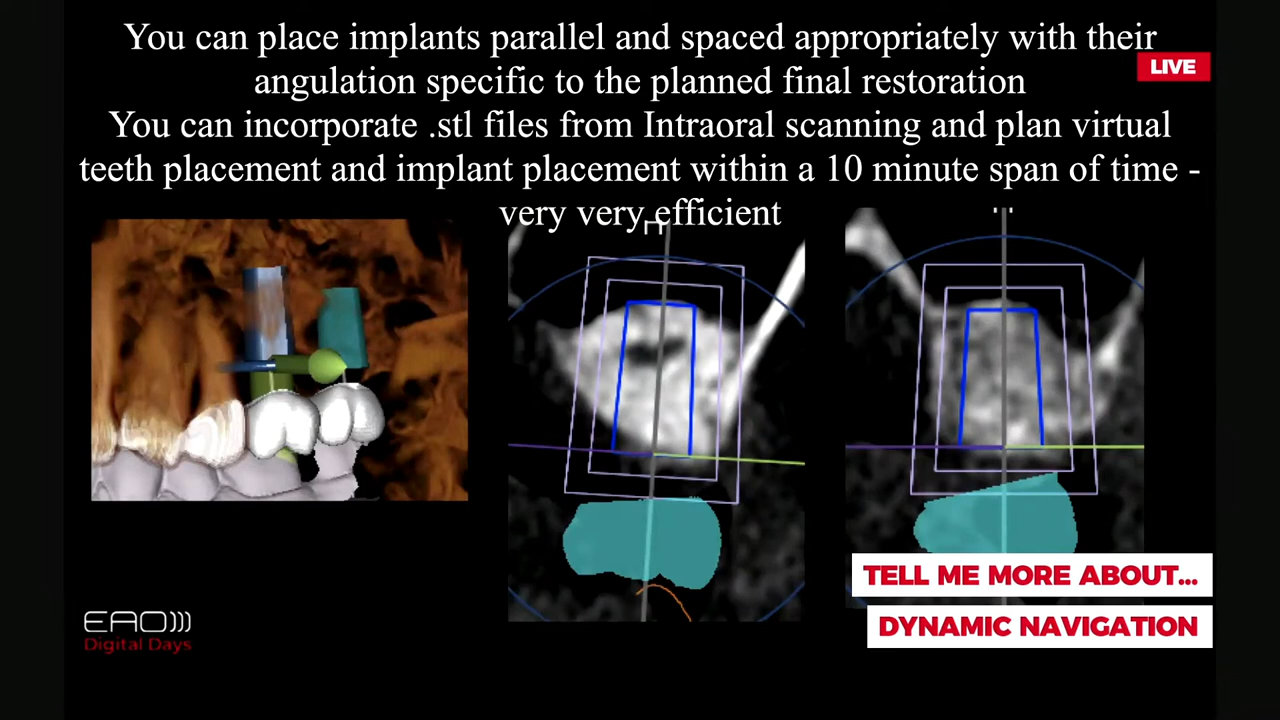 You can place implants parallel and spaced appropriately with their
angulation specific to the planned final restoration
LIVE
You can incorporate .stl files from Intraoral scanning and plan virtual
teeth placement and implant placement within a 10 minute span of time -
very very efficient
TELL ME MORE ABOUT...
DYNAMIC NAVIGATION
EAO)))
Digital Days